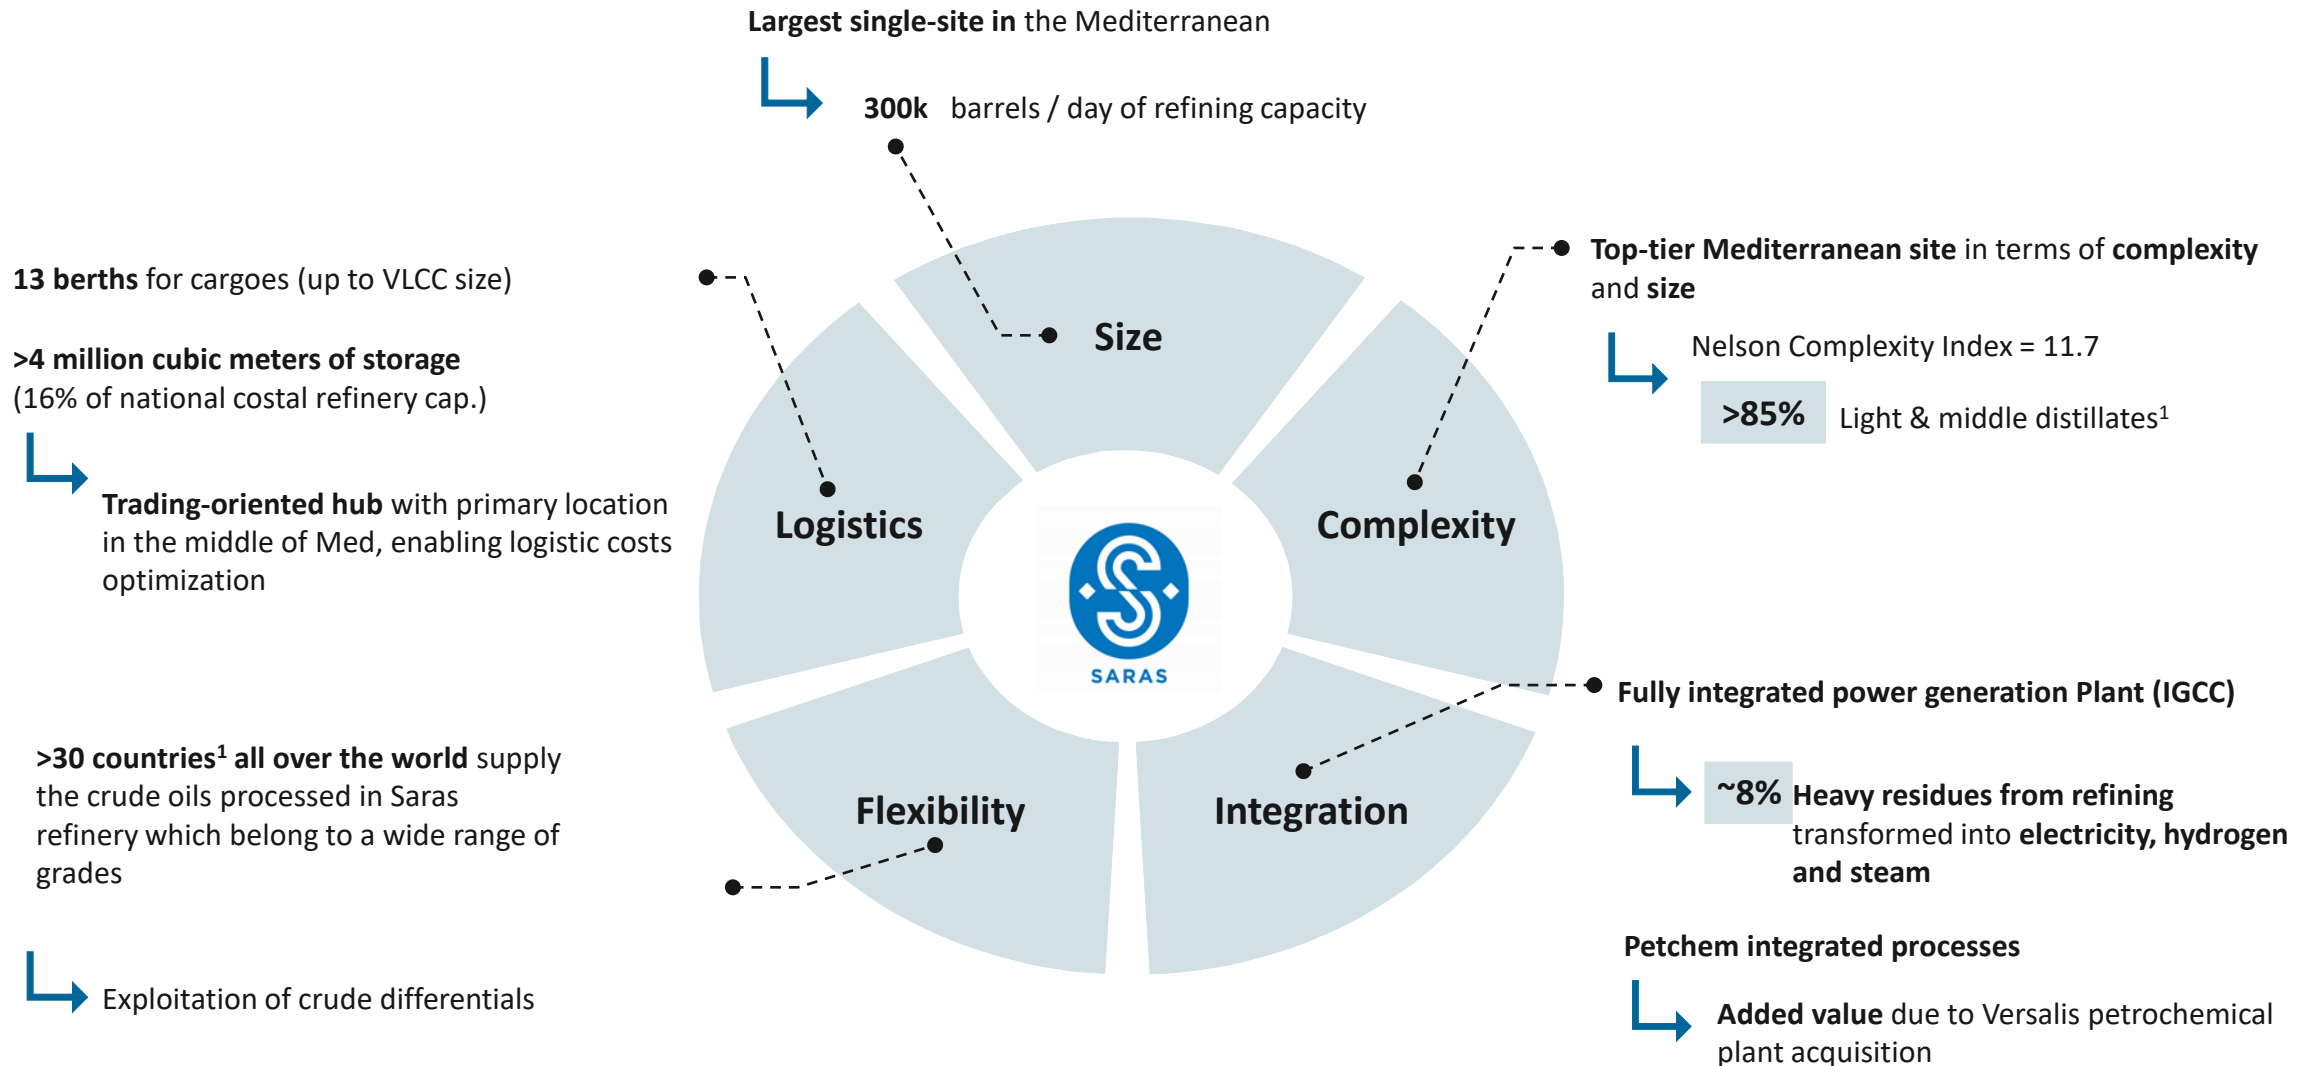 Largest single-site in the Mediterranean
300k barrels / day of refining capacity
13 berths for cargoes (up to VLCC size)
>4 million cubic meters of storage
(16% of national costal refinery cap.)
Trading-oriented hub with primary location
in the middle of Med, enabling logistic costs
optimization
>30 countries¹ all over the world supply
the crude oils processed in Saras
refinery which belong to a wide range of
grades
Exploitation of crude differentials
Size
Logistics
Complexity
SARAS
Flexibility
Integration
Top-tier Mediterranean site in terms of complexity
and size
Nelson Complexity Index = 11.7
>85% Light & middle distillates¹
Fully integrated power generation Plant (IGCC)
~8% Heavy residues from refining
transformed into electricity, hydrogen
and steam
Petchem integrated processes
Added value due to Versalis petrochemical
plant acquisition